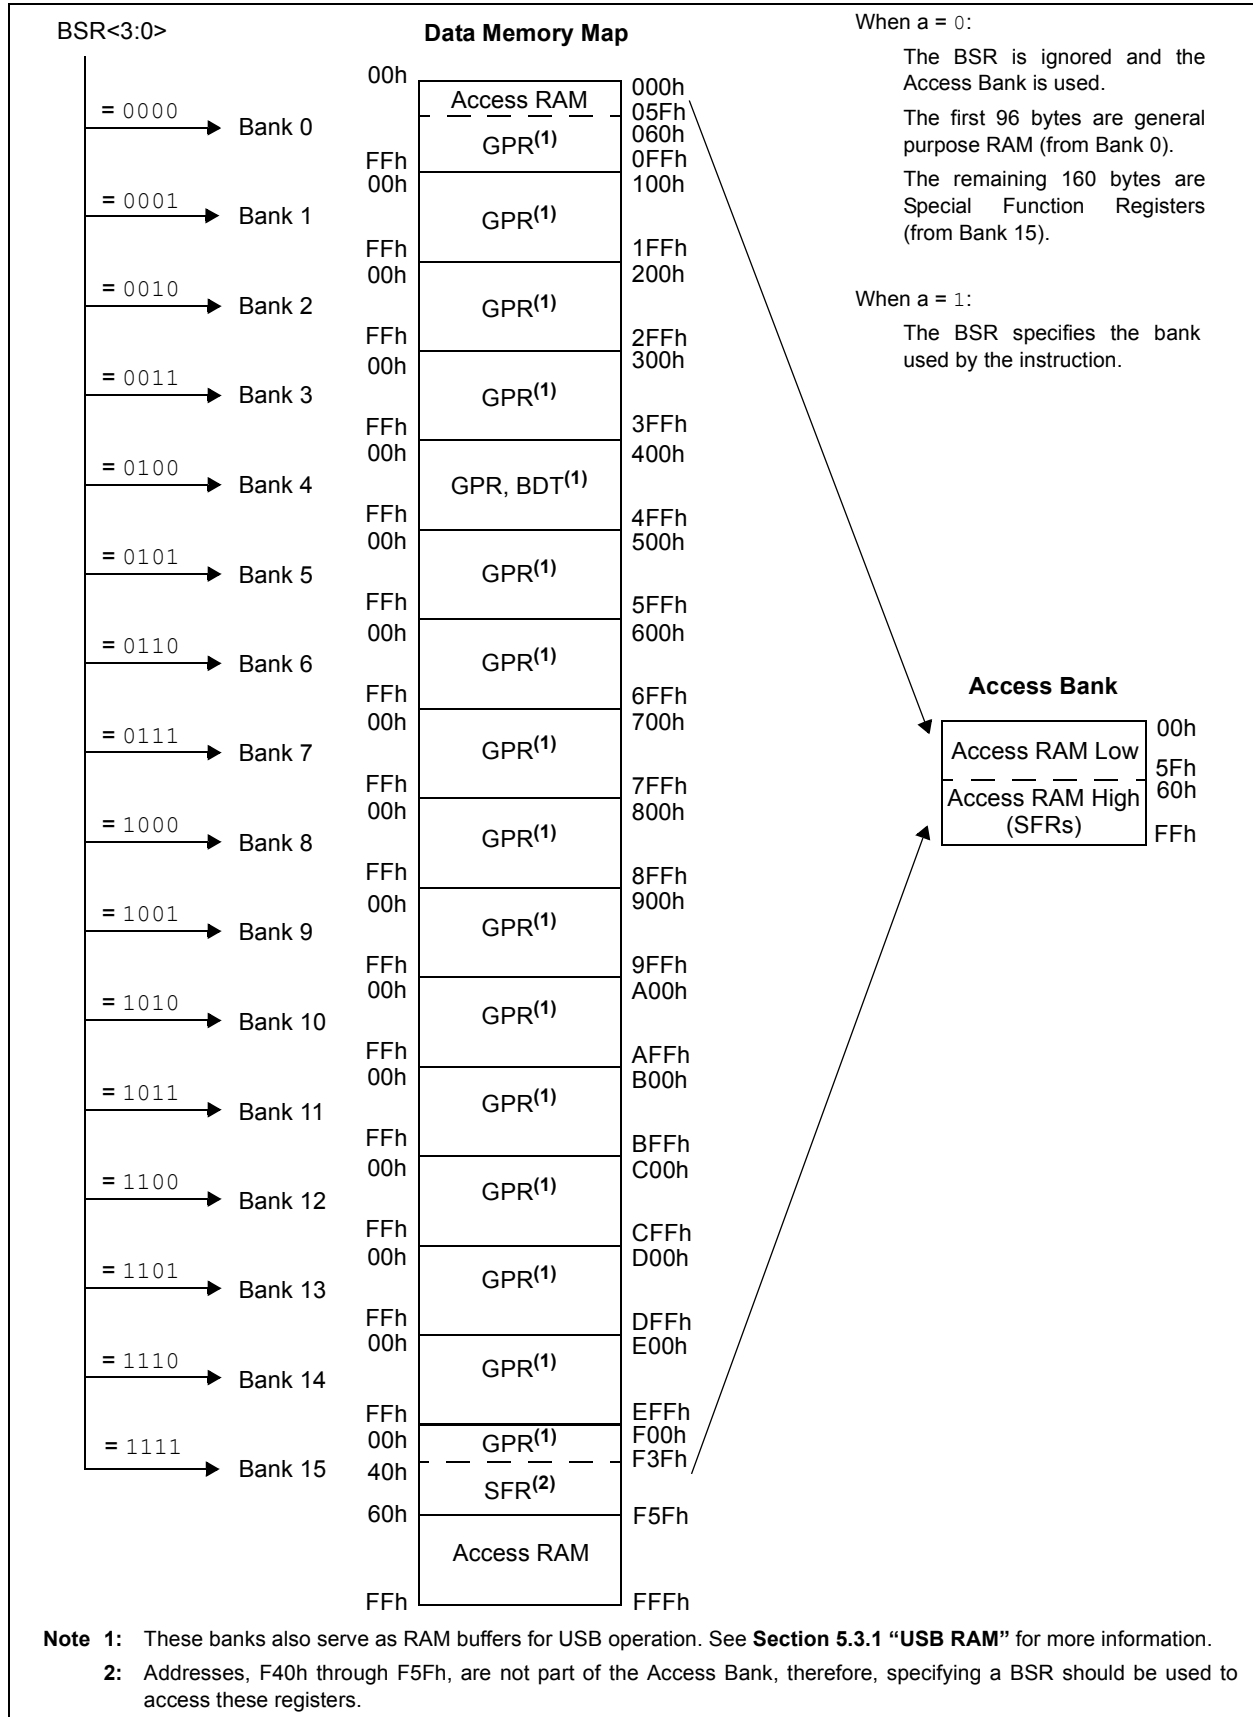 BSR<3:0>
Data Memory Map
When a = 0:
The BSR is ignored and the
Access Bank is used.
The first 96 bytes are general
purpose RAM (from Bank 0).
The remaining 160 bytes are
Special Function Registers
(from Bank 15).
When a = 1:
The BSR specifies the bank
used by the instruction.
= 0000
Bank 0
00h
Access RAM
GPR(1)
FFh
000h
05Fh
060h
0FFh
= 0001
Bank 1
00h
GPR(1)
FFh
100h
1FFh
= 0010
Bank 2
00h
GPR(1)
FFh
200h
2FFh
= 0011
Bank 3
00h
GPR(1)
FFh
300h
3FFh
= 0100
Bank 4
00h
GPR, BDT(1)
FFh
400h
4FFh
= 0101
Bank 5
00h
GPR(1)
FFh
500h
5FFh
= 0110
Bank 6
00h
GPR(1)
FFh
600h
6FFh
= 0111
Bank 7
00h
GPR(1)
FFh
700h
7FFh
= 1000
Bank 8
00h
GPR(1)
FFh
800h
8FFh
= 1001
Bank 9
00h
GPR(1)
FFh
900h
9FFh
= 1010
Bank 10
00h
GPR(1)
FFh
A00h
AFFh
= 1011
Bank 11
00h
GPR(1)
FFh
B00h
BFFh
= 1100
Bank 12
00h
GPR(1)
FFh
C00h
CFFh
= 1101
Bank 13
00h
GPR(1)
FFh
D00h
DFFh
= 1110
Bank 14
00h
GPR(1)
FFh
E00h
EFFh
= 1111
Bank 15
00h
GPR(1)
40h
SFR(2)
60h
Access RAM
FFh
F00h
F3Fh
F5Fh
FFFh
Access Bank
Access RAM Low
Access RAM High
(SFRs)
00h
5Fh
60h
FFh
Note 1: These banks also serve as RAM buffers for USB operation. See Section 5.3.1 “USB RAM” for more information.
2: Addresses, F40h through F5Fh, are not part of the Access Bank, therefore, specifying a BSR should be used to
access these registers.